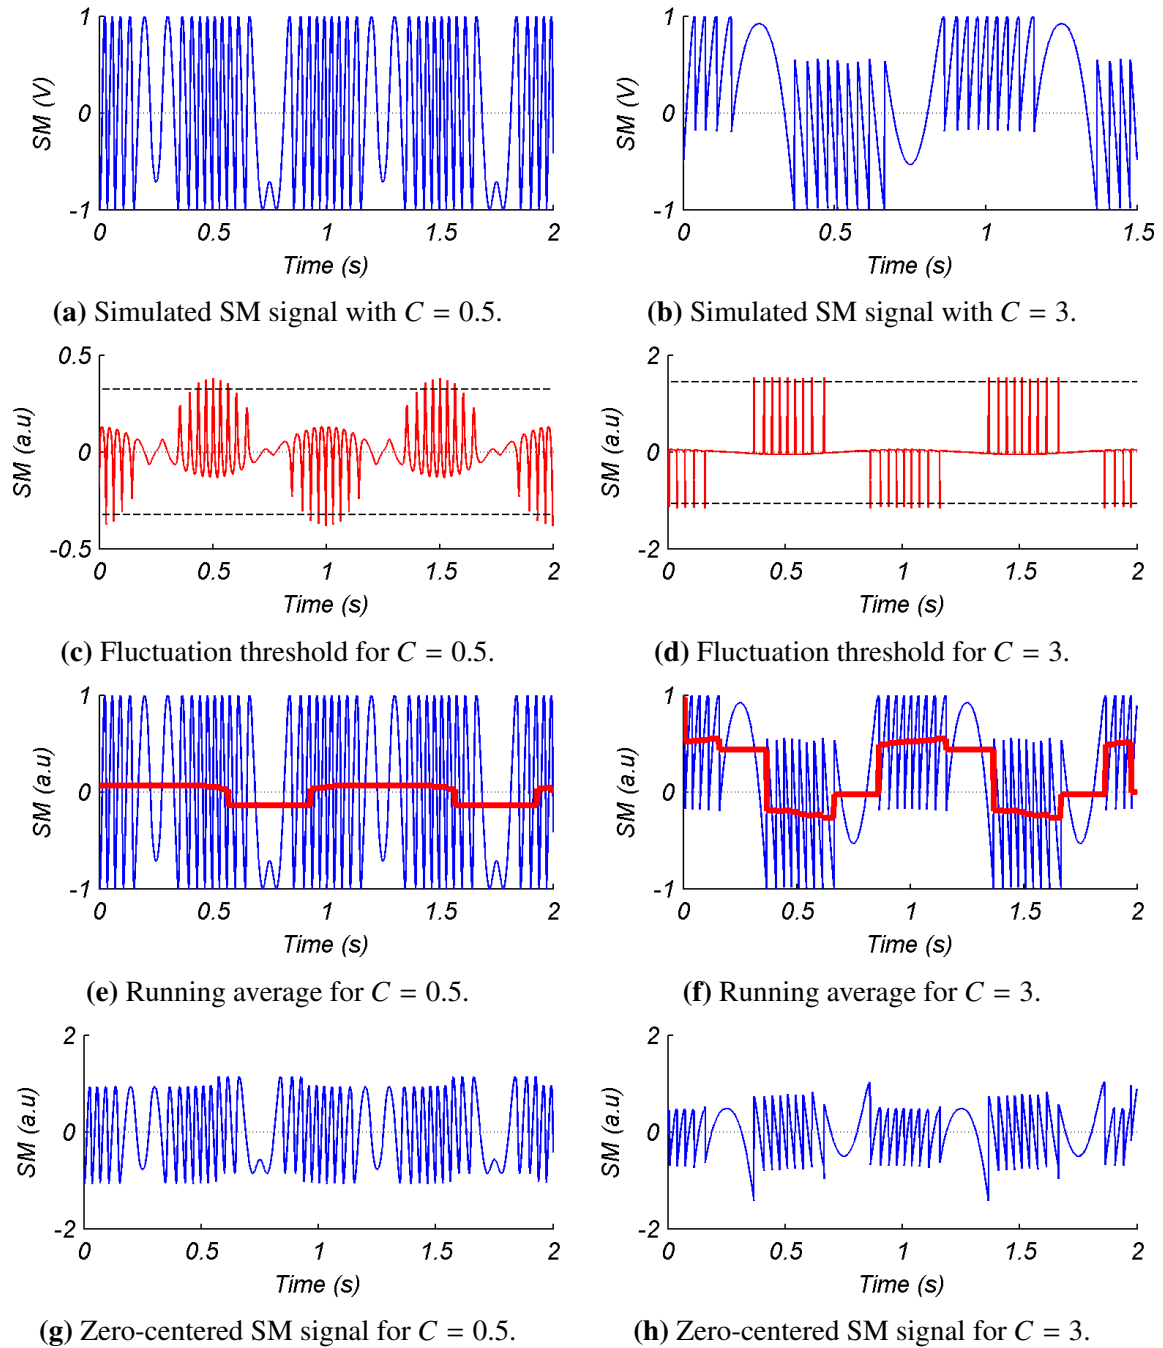 1
0
-1
SM (V)
0
0.5
1
1.5
2
Time (s)
1
0
-1
SM (V)
0
0.5
1
1.5
Time (s)
(a) Simulated SM signal with C = 0.5.
(b) Simulated SM signal with C = 3.
0.5
0
-0.5
SM (a.u)
0
0.5
1
1.5
2
Time (s)
2
0
-2
SM (a.u)
0
0.5
1
1.5
2
Time (s)
(c) Fluctuation threshold for C = 0.5.
(d) Fluctuation threshold for C = 3.
1
0
-1
SM (a.u)
0
0.5
1
1.5
2
Time (s)
1
0
-1
SM (a.u)
0
0.5
1
1.5
2
Time (s)
(e) Running average for C = 0.5.
(f) Running average for C = 3.
2
0
-2
SM (a.u)
0
0.5
1
1.5
2
Time (s)
2
0
-2
SM (a.u)
0
0.5
1
1.5
2
Time (s)
(g) Zero-centered SM signal for C = 0.5.
(h) Zero-centered SM signal for C = 3.